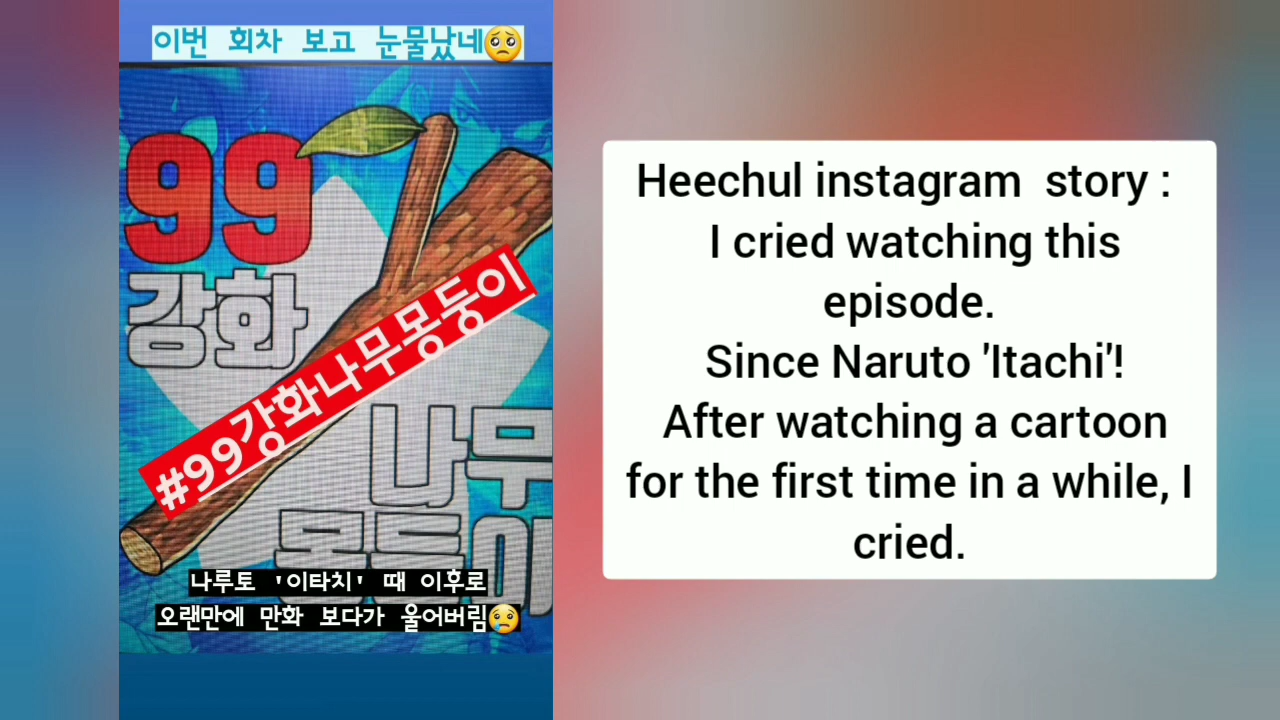 이번 회차 보고 눈물났네🥺
99
강화
#99강화나무몽둥이
나무
몽둥이
나루토 '이타치' 때 이후로
오랜만에 만화 보다가 울어버림😢
Heechul instagram story :
I cried watching this
episode.
Since Naruto 'Itachi'!
After watching a cartoon
for the first time in a while, I
cried.